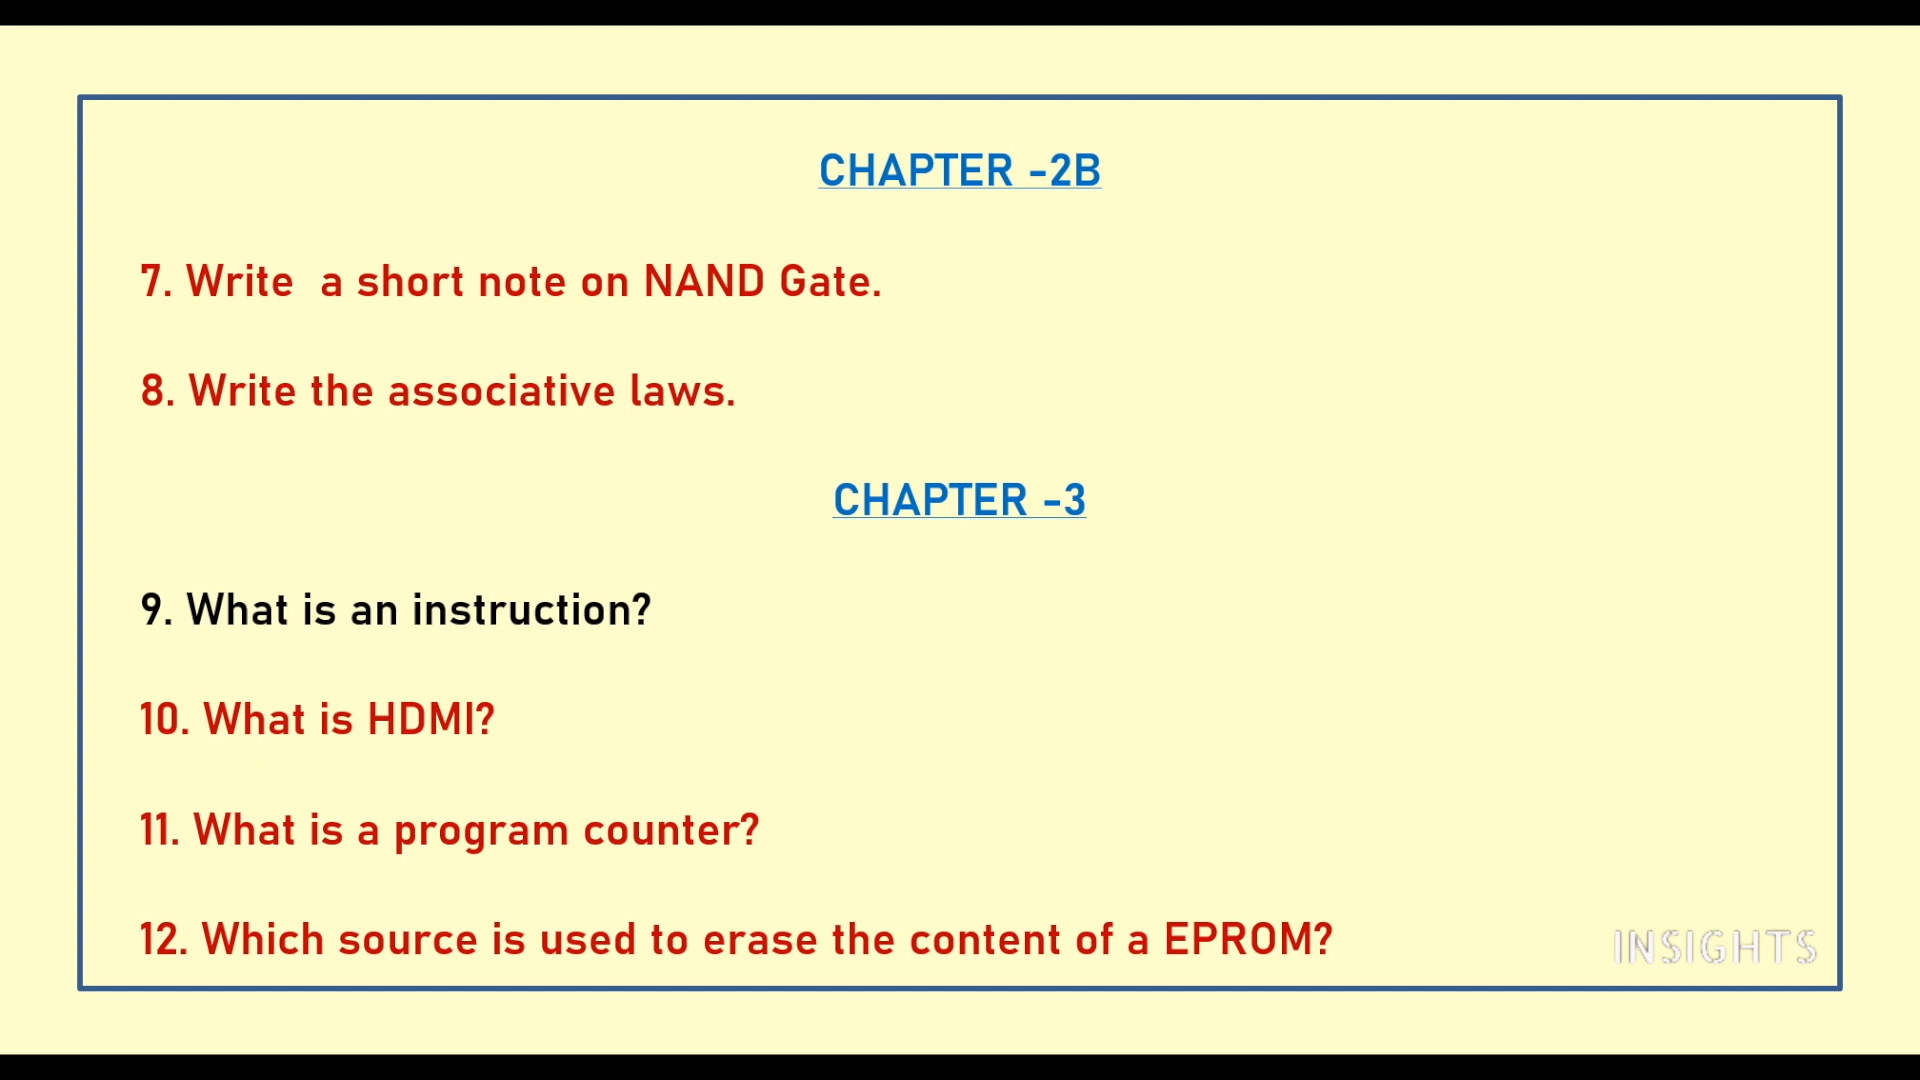 CHAPTER -2B
7. Write a short note on NAND Gate.
8. Write the associative laws.
CHAPTER -3
9. What is an instruction?
10. What is HDMI?
11. What is a program counter?
12. Which source is used to erase the content of a EPROM?
INSIGHTS